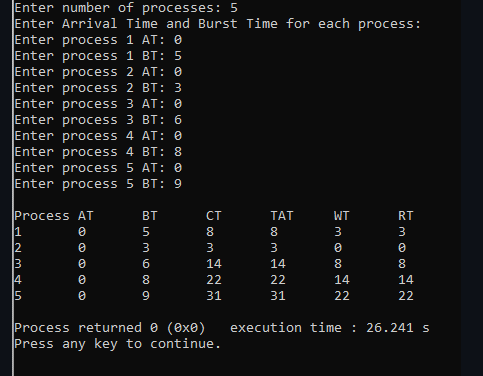 Enter number of processes: 5
Enter Arrival Time and Burst Time for each process:
Enter process 1 AT: 0
Enter process 1 BT: 5
Enter process 2 AT: 0
Enter process 2 BT: 3
Enter process 3 AT: 0
Enter process 3 BT: 6
Enter process 4 AT: 0
Enter process 4 BT: 8
Enter process 5 AT: 0
Enter process 5 BT: 9
Process AT BT CT TAT WT RT
1 0 5 8 8 3 3
2 0 3 3 3 0 0
3 0 6 14 14 8 8
4 0 8 22 22 14 14
5 0 9 31 31 22 22
Process returned 0 (0x0) execution time : 26.241 s
Press any key to continue.